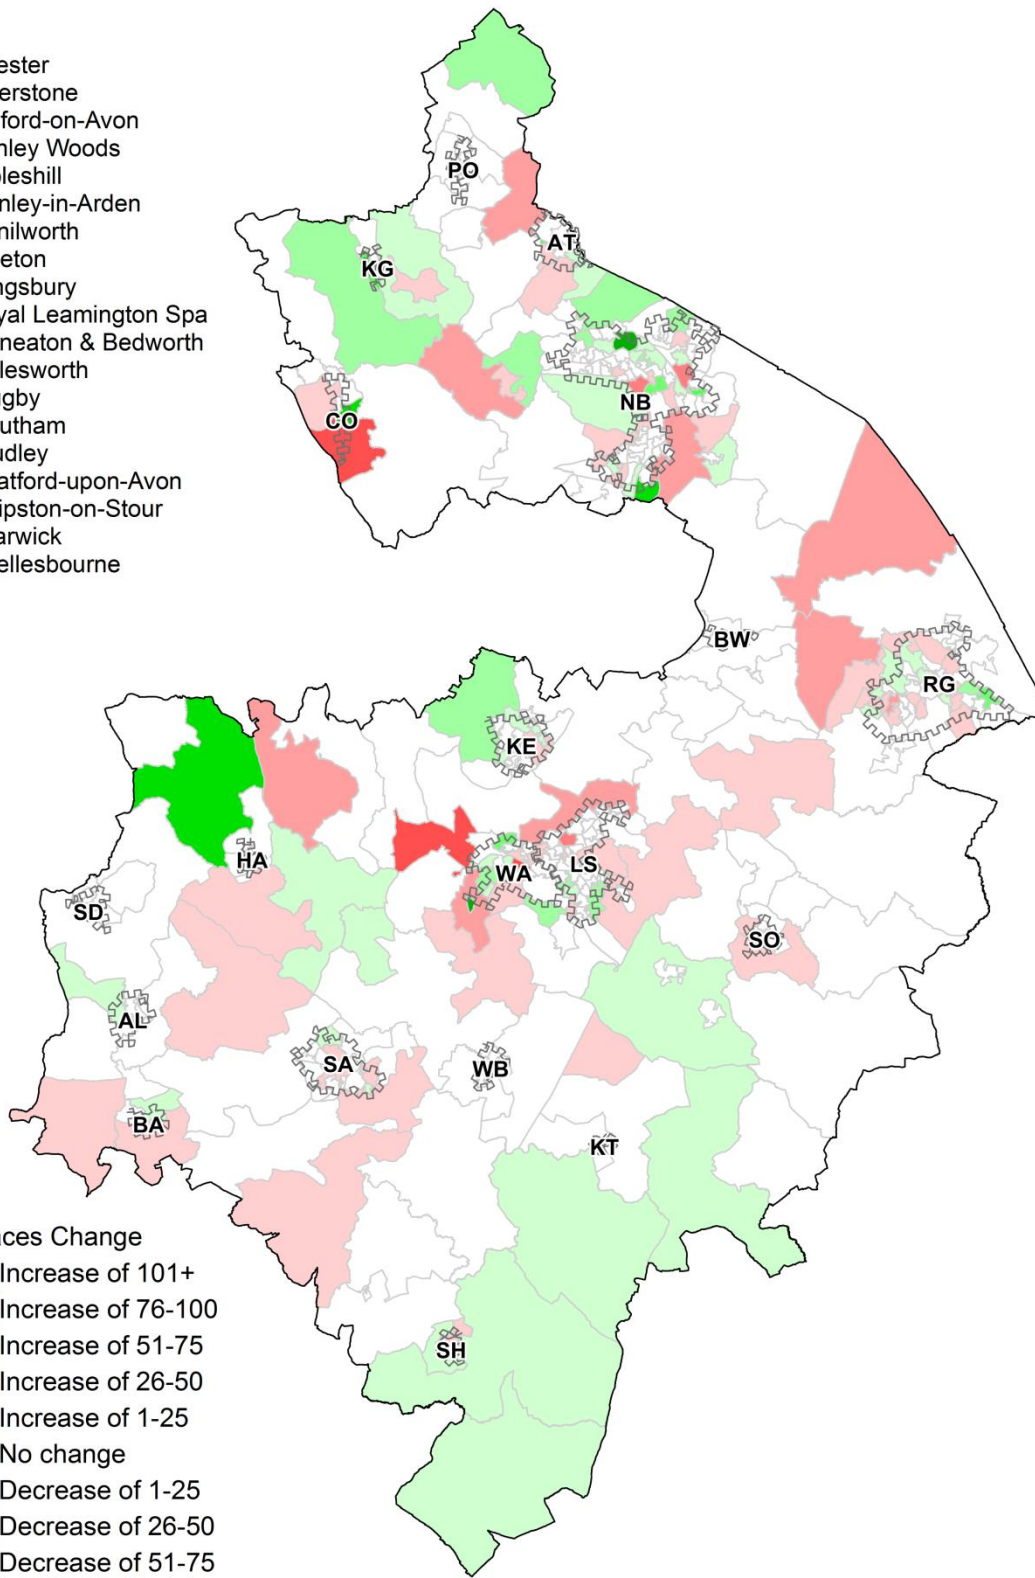 ester
erstone
ford-on-Avon
nley Woods
leshill
nley-in-Arden
nilworth
eton
ngsbury
yal Leamington Spa
neaton & Bedworth
lesworth
gby
utham
udley
atford-upon-Avon
ipston-on-Stour
arwick
ellesbourne
PO
AT
KG
CO
NB
BW
RG
KE
HA
WA
LS
SD
SO
AL
SA
WB
BA
KT
SH
ces Change
Increase of 101+
Increase of 76-100
Increase of 51-75
Increase of 26-50
Increase of 1-25
No change
Decrease of 1-25
Decrease of 26-50
Decrease of 51-75